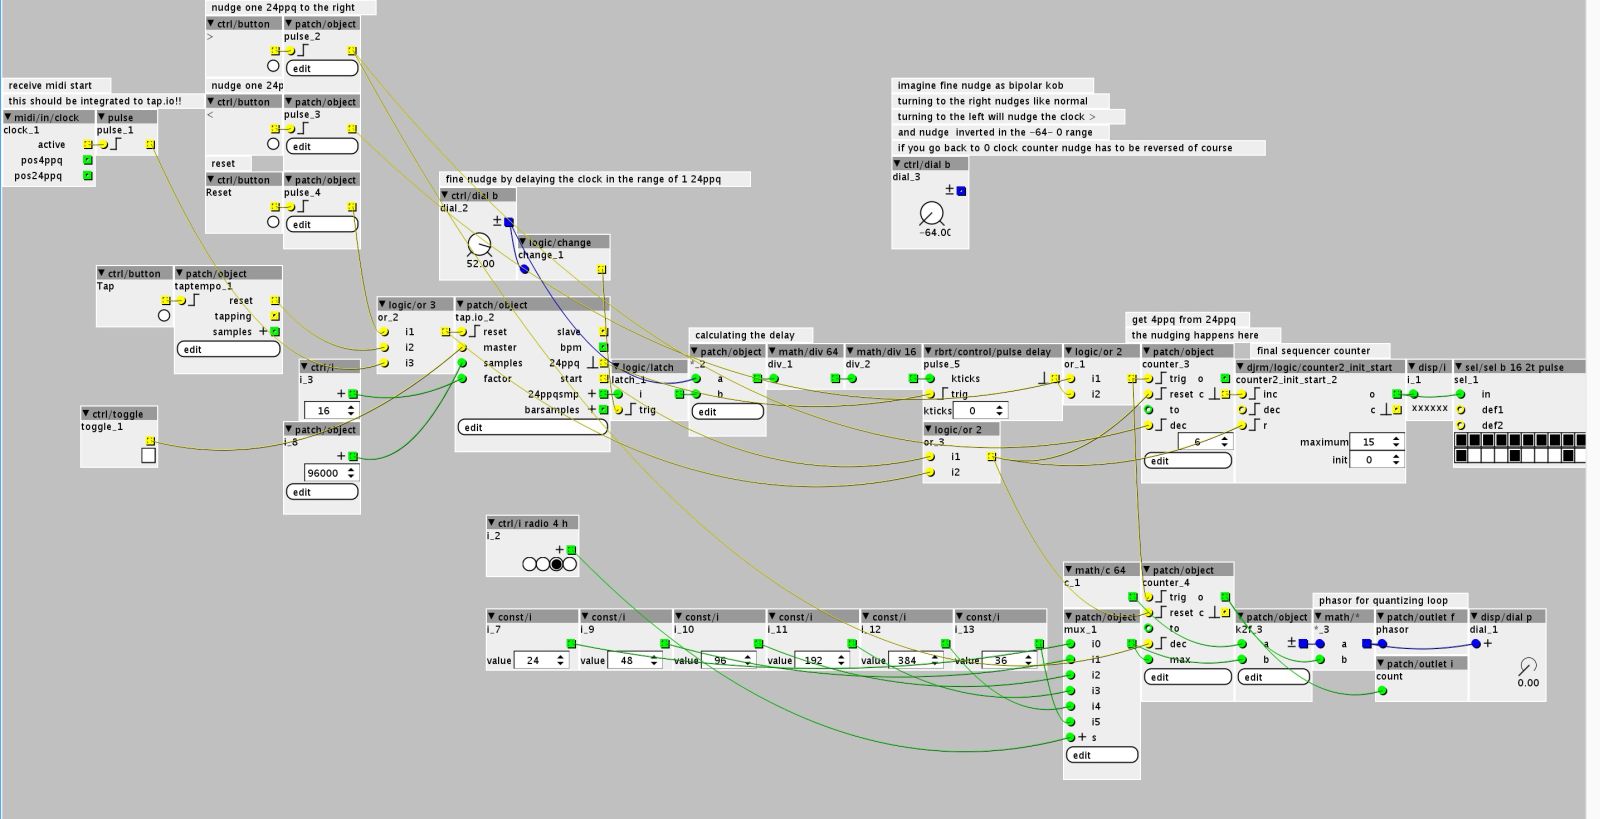 nudge one 24ppq to the right
ctrl/button
>
patch/object
pulse_2
edit
receive midi start
this should be integrated to tap.io!!
nudge one 24p
ctrl/button
<
patch/object
pulse_3
edit
midi/in/clock
clock_1
active
pos4ppq
pos24ppq
pulse
pulse_1
reset
ctrl/button
Reset
patch/object
pulse_4
edit
imagine fine nudge as bipolar kob
turning to the right nudges like normal
turning to the left will nudge the clock >
and nudge inverted in the -64- 0 range
if you go back to 0 clock counter nudge has to be reversed of course
ctrl/dial b
dial_3
±
-64.00
fine nudge by delaying the clock in the range of 1 24ppq
ctrl/dial b
dial_2
±
52.00
logic/change
change_1
ctrl/button
Tap
patch/object
taptempo_1
reset
tapping
samples +
edit
logic/or 3
or_2
i1
i2
i3
patch/object
tap.io_2
reset slave
master bpm
samples 24ppq
factor start
24ppqsmp +
barsamples +
edit
ctrl/i
i_3
+
16
patch/object
i_8
+
96000
edit
ctrl/toggle
toggle_1
logic/latch
latch_1
i
trig
calculating the delay
patch/object
*_2
a
b
edit
math/div 64
div_1
math/div 16
div_2
rbrt/control/pulse delay
pulse_5
kticks
trig
kticks 0
logic/or 2
or_1
i1
i2
logic/or 2
or_3
i1
i2
get 4ppq from 24ppq
the nudging happens here
patch/object
counter_3
trig o
reset c
to
dec
6
edit
final sequencer counter
djrm/logic/counter2_init_start
counter2_init_start_2
inc o
dec c
r
maximum 15
init 0
disp/i
i_1
xxxxxx
sel/sel b 16 2t pulse
sel_1
in
def1
def2
ctrl/i radio 4 h
i_2
+
const/i
i_7
value 24
const/i
i_9
value 48
const/i
i_10
value 96
const/i
i_11
value 192
const/i
i_12
value 384
const/i
i_13
value 36
math/c 64
c_1
patch/object
mux_1
i0
i1
i2
i3
i4
i5
+ s
edit
patch/object
counter_4
trig o
reset c
to
dec
max
edit
patch/object
k2f_3
a ±
b
edit
phasor for quantizing loop
math/*
*_3
a
b
patch/outlet f
phasor
patch/outlet i
count
disp/dial p
dial_1
+
0.00